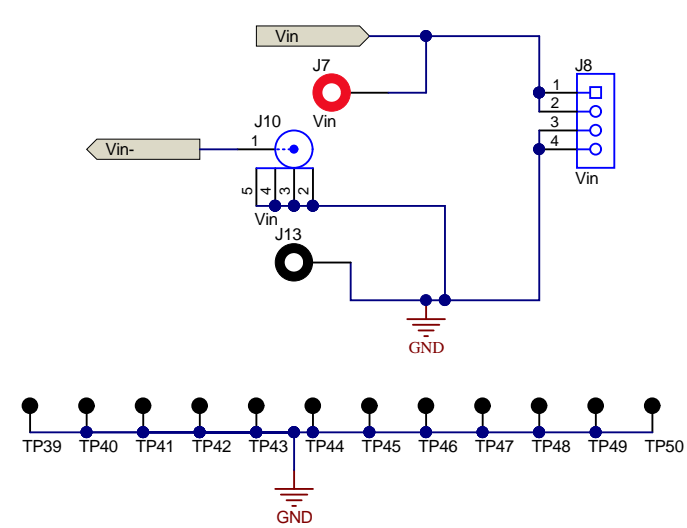 Vin
J7
J8
1
2
3
4
Vin
Vin
J10
1
Vin-
5
4
3
2
Vin
J13
GND
TP39 TP40 TP41 TP42 TP43 TP44 TP45 TP46 TP47 TP48 TP49 TP50
GND